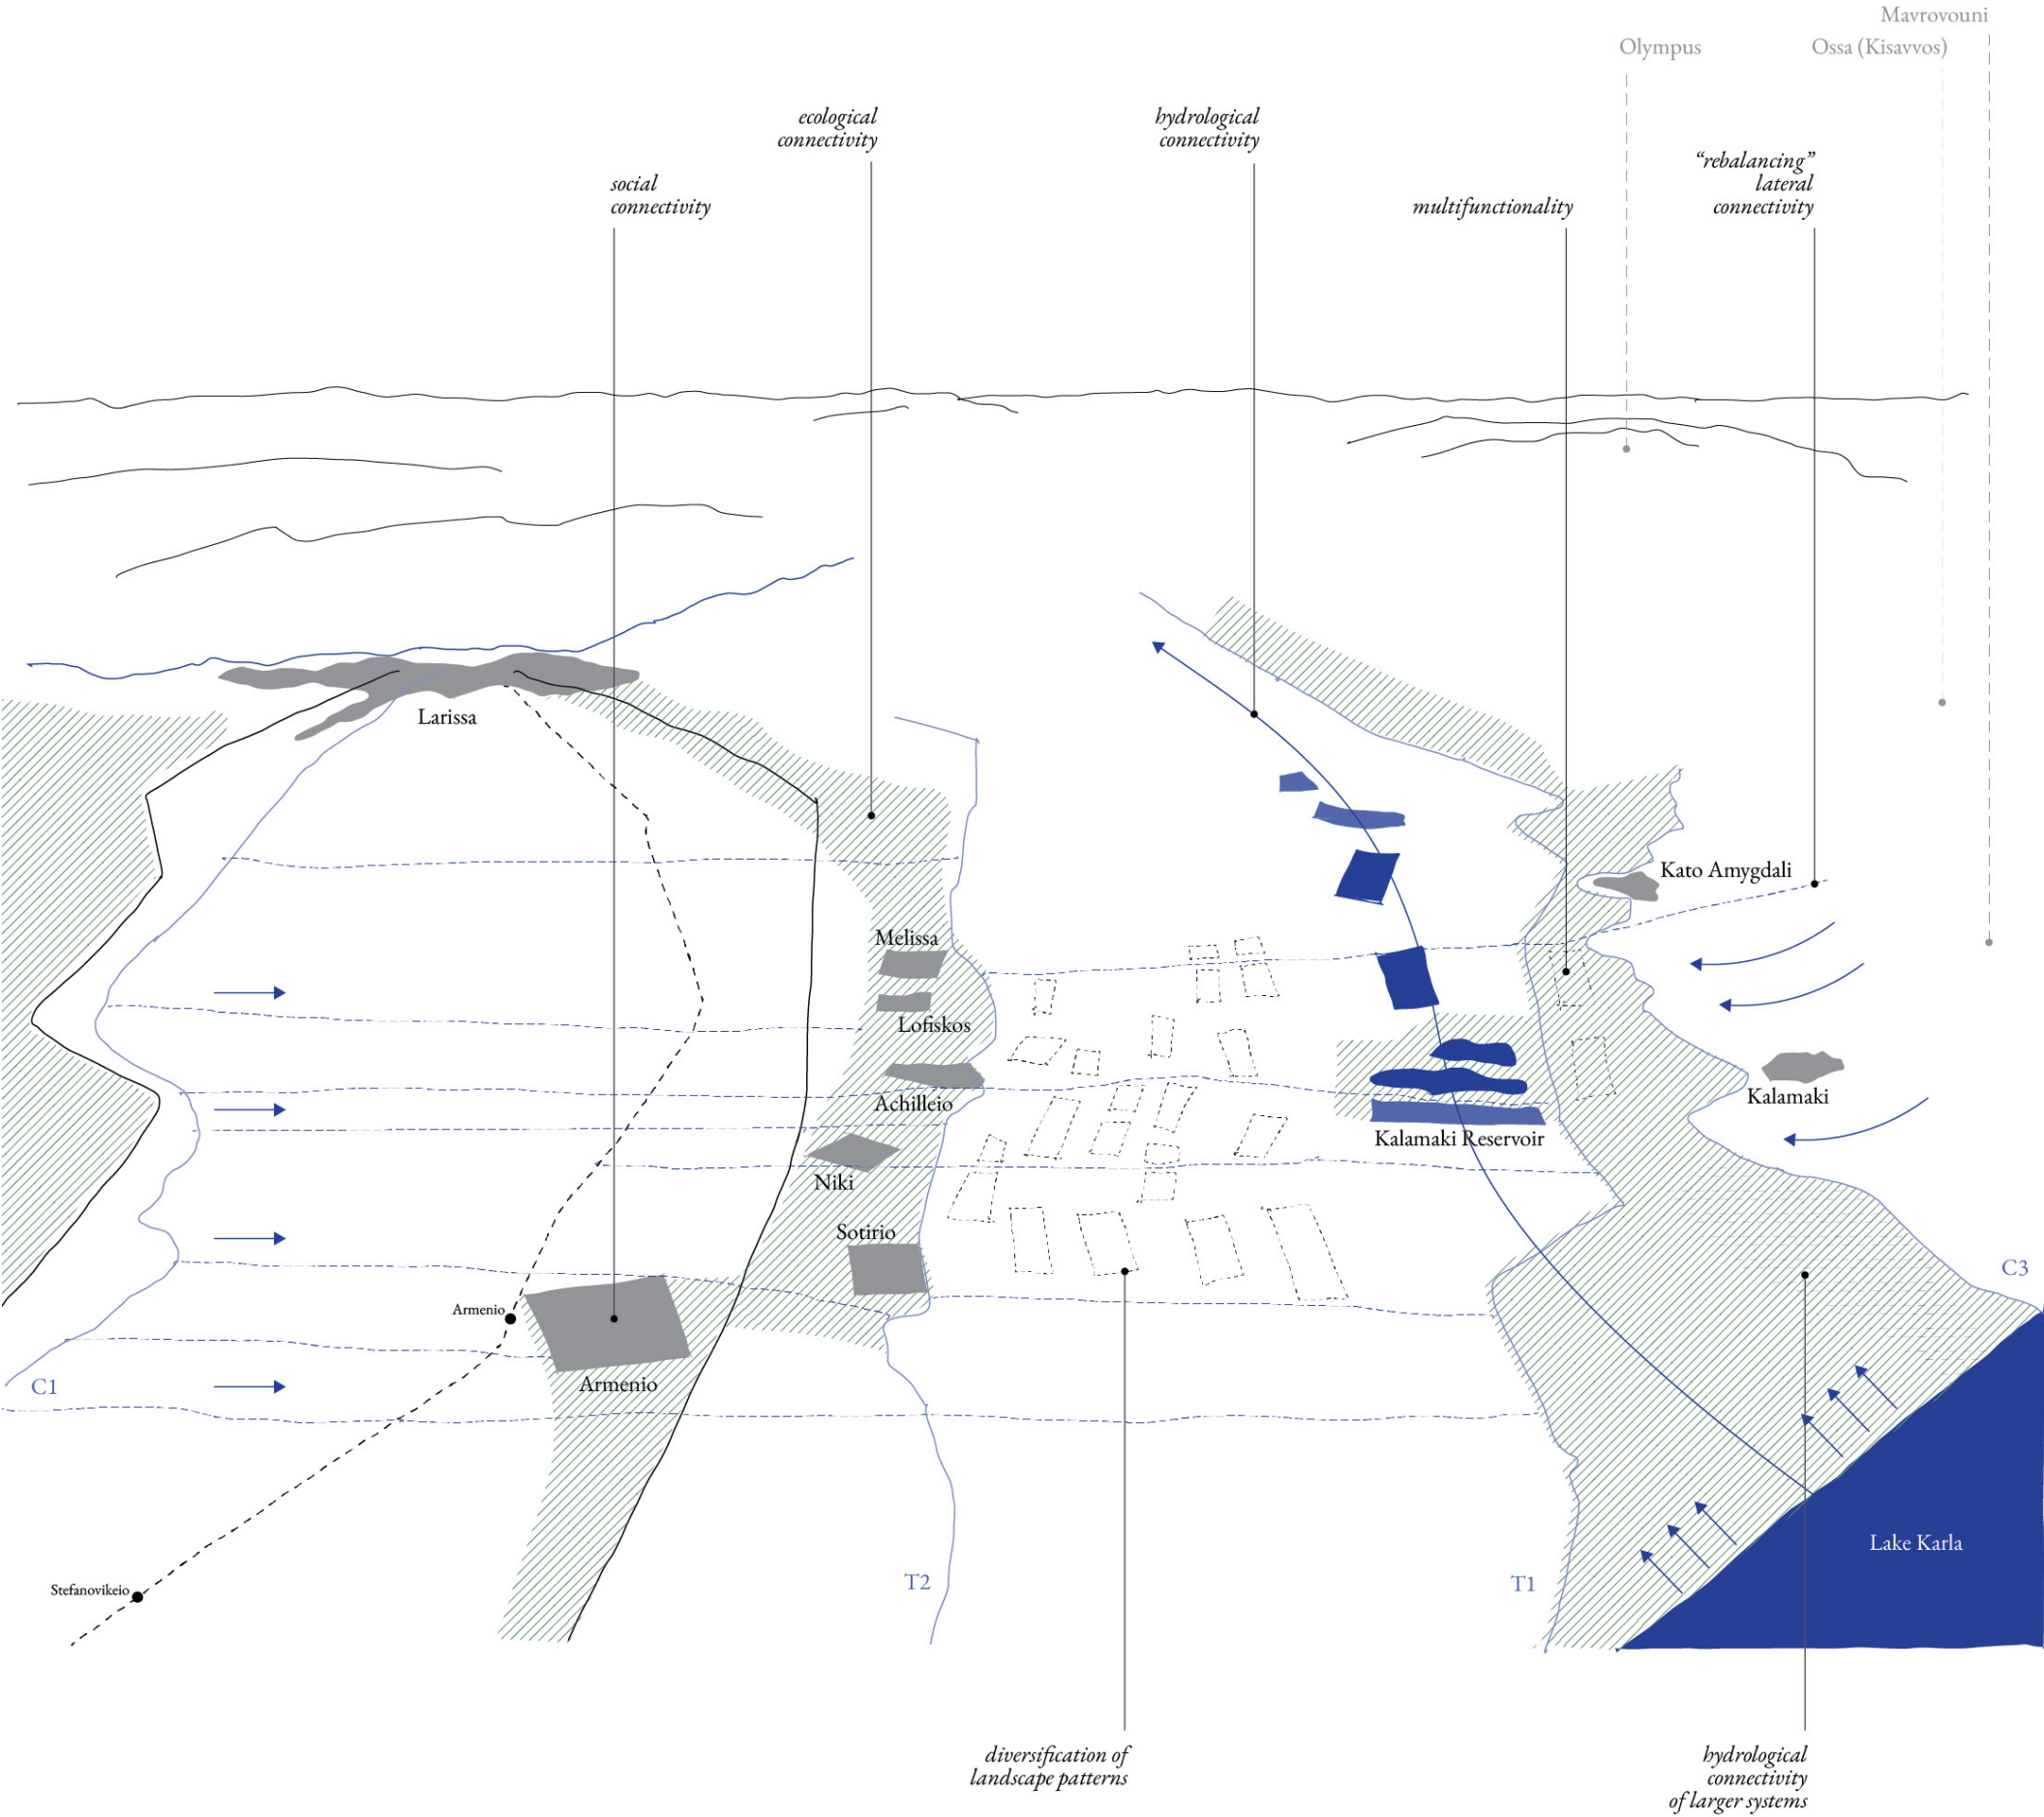 Mavrovouni
Olympus
Ossa (Kisavvos)
ecological
connectivity
hydrological
connectivity
“rebalancing”
lateral
connectivity
social
connectivity
multifunctionality
Larissa
Kato Amygdali
Melissa
Lofiskos
Kalamaki
Achilleio
Kalamaki Reservoir
Niki
Sotirio
C3
Armenio
Armenio
C1
Lake Karla
T2
T1
Stefanovikeio
diversification of
landscape patterns
hydrological
connectivity
of larger systems